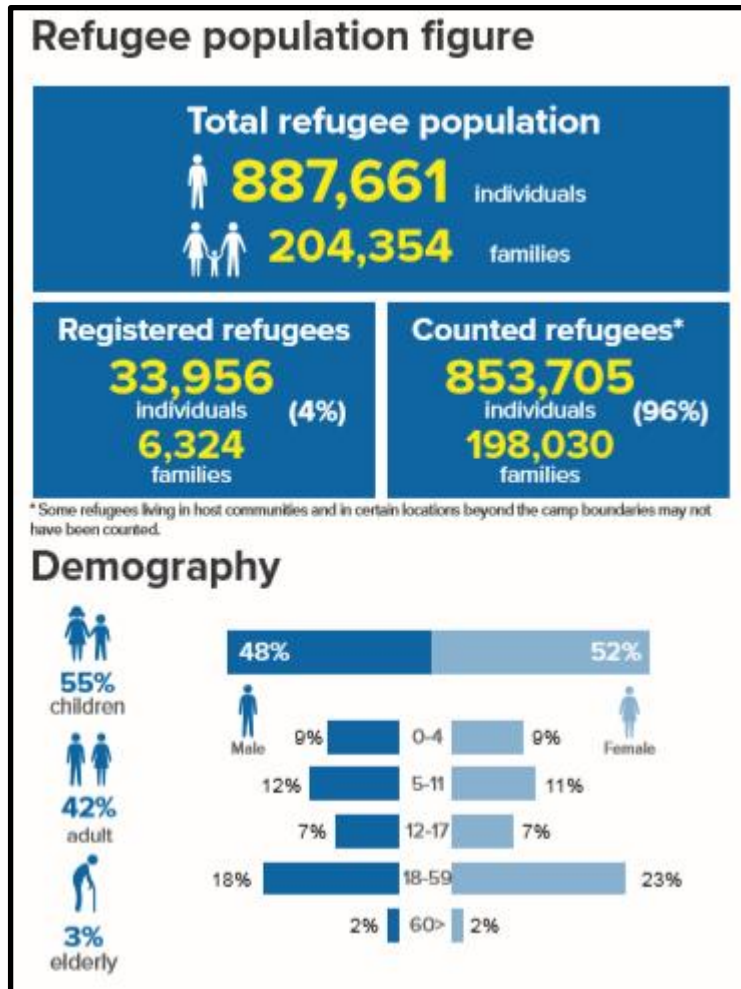 Refugee population figure
Total refugee population
887,661 individuals
204,354 families
Registered refugees
33,956
individuals (4%)
6,324
families
Counted refugees*
853,705
individuals (96%)
198,030
families
* Some refugees living in host communities and in certain locations beyond the camp boundaries may not
have been counted.
Demography
55%
children
42%
adult
3%
elderly
48% 52%
Male Female
9% 0-4 9%
12% 5-11 11%
7% 12-17 7%
18% 18-59 23%
2% 60> 2%